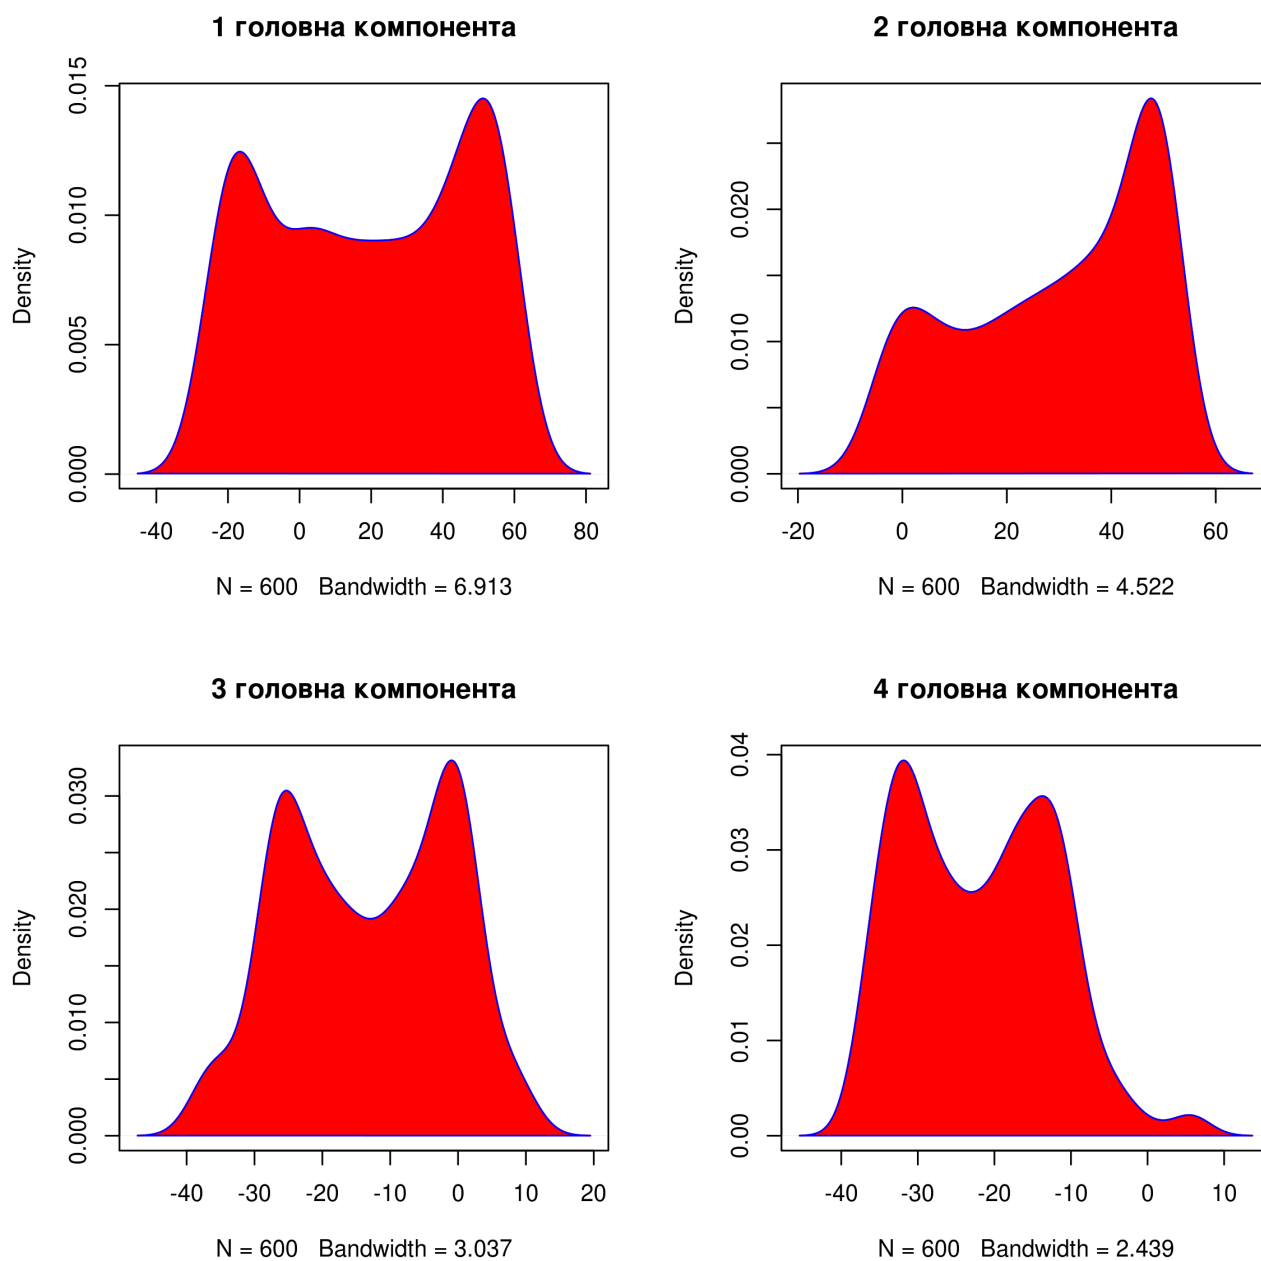 1 головна компонента
Density
0.000 0.005 0.010 0.015
-40 -20 0 20 40 60 80
N = 600 Bandwidth = 6.913
2 головна компонента
Density
0.000 0.010 0.020
-20 0 20 40 60
N = 600 Bandwidth = 4.522
3 головна компонента
Density
0.000 0.010 0.020 0.030
-40 -30 -20 -10 0 10 20
N = 600 Bandwidth = 3.037
4 головна компонента
Density
0.00 0.01 0.02 0.03 0.04
-40 -30 -20 -10 0 10
N = 600 Bandwidth = 2.439